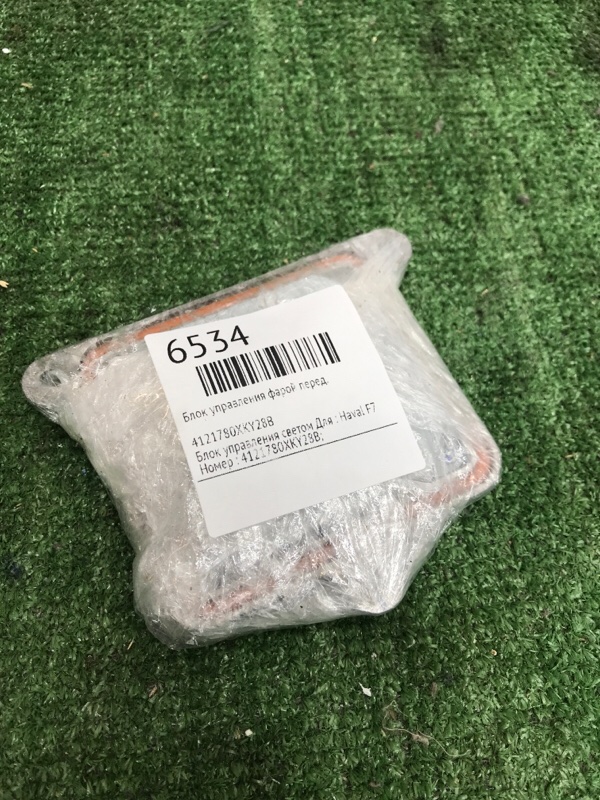 6534
Блок управления фарой перед.
4121780XKY28B
Блок управления светом Для : Haval F7
Номер : 4121780XKY28B;